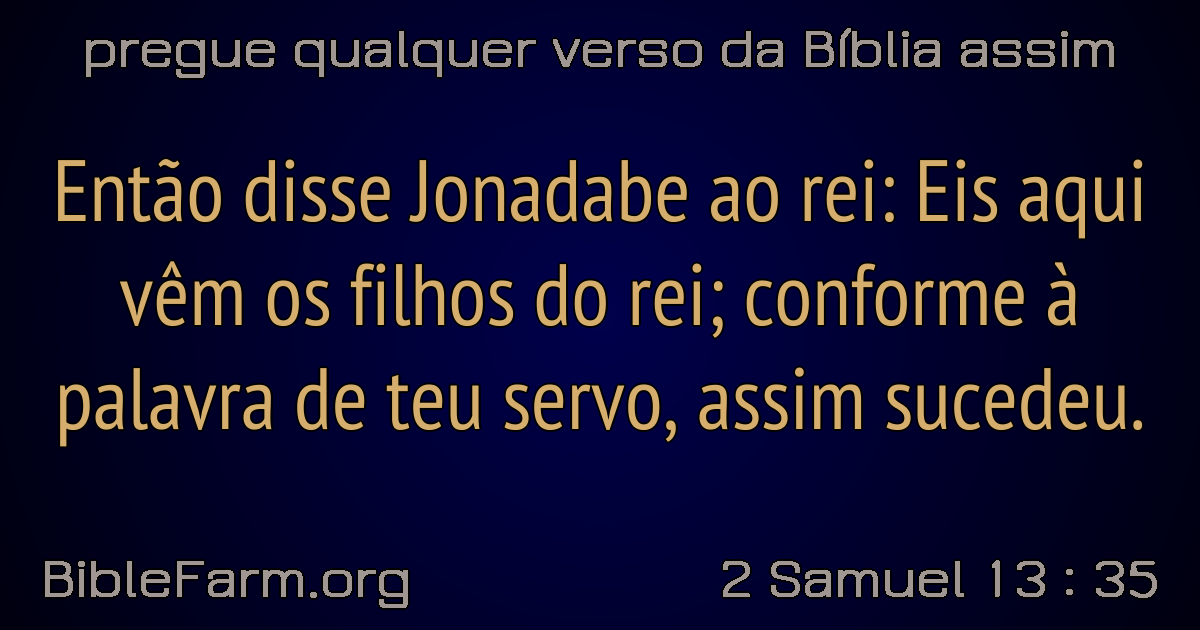 pregue qualquer verso da Bíblia assim
Então disse Jonadabe ao rei: Eis aqui
vêm os filhos do rei; conforme à
palavra de teu servo, assim sucedeu.
BibleFarm.org
2 Samuel 13 : 35